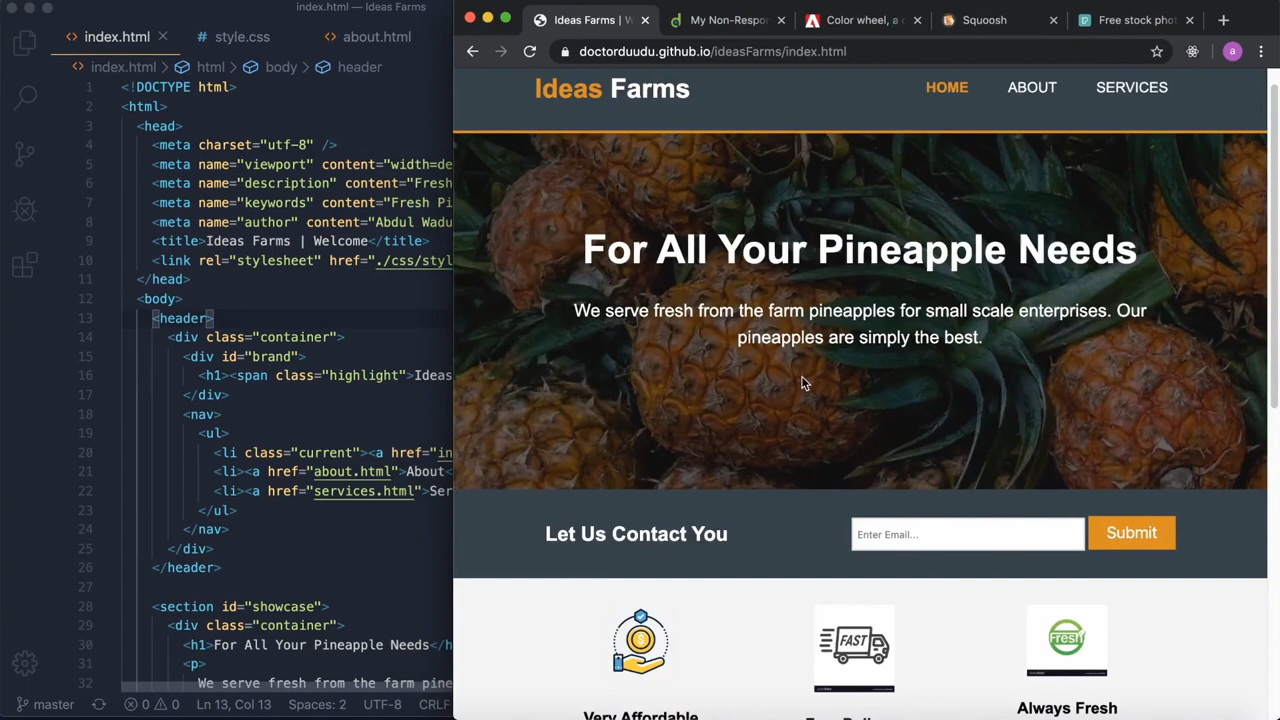 index.html — Ideas Farms
index.html
style.css
about.html
index.html > html > body > header
1 <!DOCTYPE html>
2 <html>
3 <head>
4 <meta charset="utf-8" />
5 <meta name="viewport" content="width=de
6 <meta name="description" content="Fresh
7 <meta name="keywords" content="Fresh Pi
8 <meta name="author" content="Abdul Wadu
9 <title>Ideas Farms | Welcome</title>
10 <link rel="stylesheet" href="./css/styl
11 </head>
12 <body>
13 <header>
14 <div class="container">
15 <div id="brand">
16 <h1><span class="highlight">Ideas
17 </div>
18 <nav>
19 <ul>
20 <li class="current"><a href="in
21 <li><a href="about.html">About<
22 <li><a href="services.html">Ser
23 </ul>
24 </nav>
25 </div>
26 </header>
27
28 <section id="showcase">
29 <div class="container">
30 <h1>For All Your Pineapple Needs</h
31 <p>
32 We serve fresh from the farm pine
master
0 0
Ln 13, Col 13
Spaces: 2
UTF-8
CRLF
Ideas Farms | W
My Non-Respor
Color wheel, a c
Squoosh
Free stock phot
doctorduudu.github.io/ideasFarms/index.html
a
Ideas Farms
HOME
ABOUT
SERVICES
For All Your Pineapple Needs
We serve fresh from the farm pineapples for small scale enterprises. Our
pineapples are simply the best.
Let Us Contact You
Enter Email...
Submit
FAST
Fresh
Very Affordable
Always Fresh